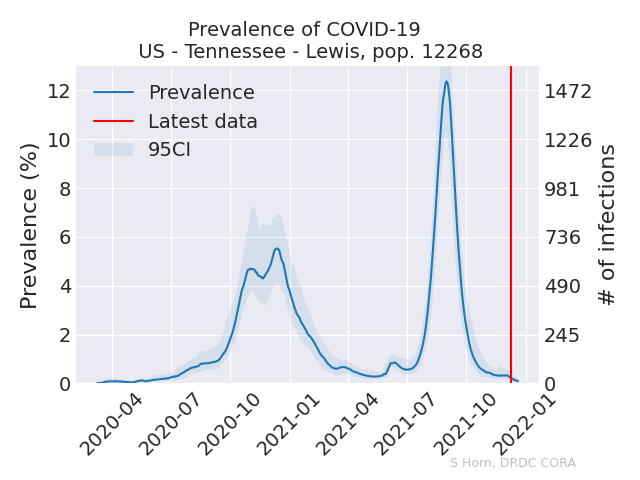 Prevalence of COVID-19
US - Tennessee - Lewis, pop. 12268
Prevalence (%)
12
10
8
6
4
2
0
Prevalence
Latest data
95CI
1472
1226
981
736
490
245
0
# of infections
2020-04
2020-07
2020-10
2021-01
2021-04
2021-07
2021-10
2022-01
S Horn, DRDC CORA